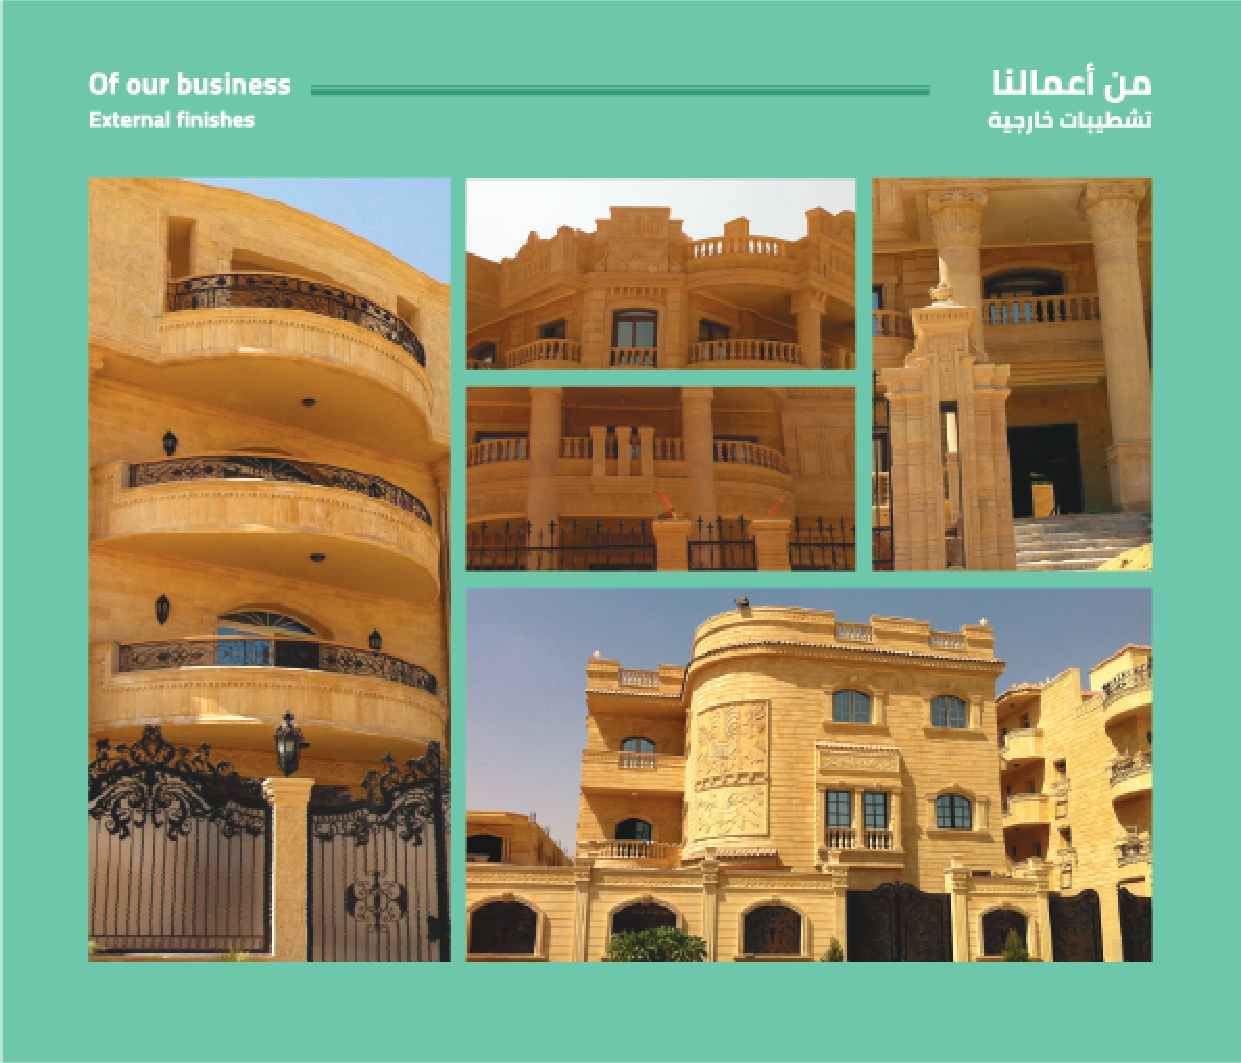 Of our business
External finishes
من أعمالنا
تشطيبات خارجية